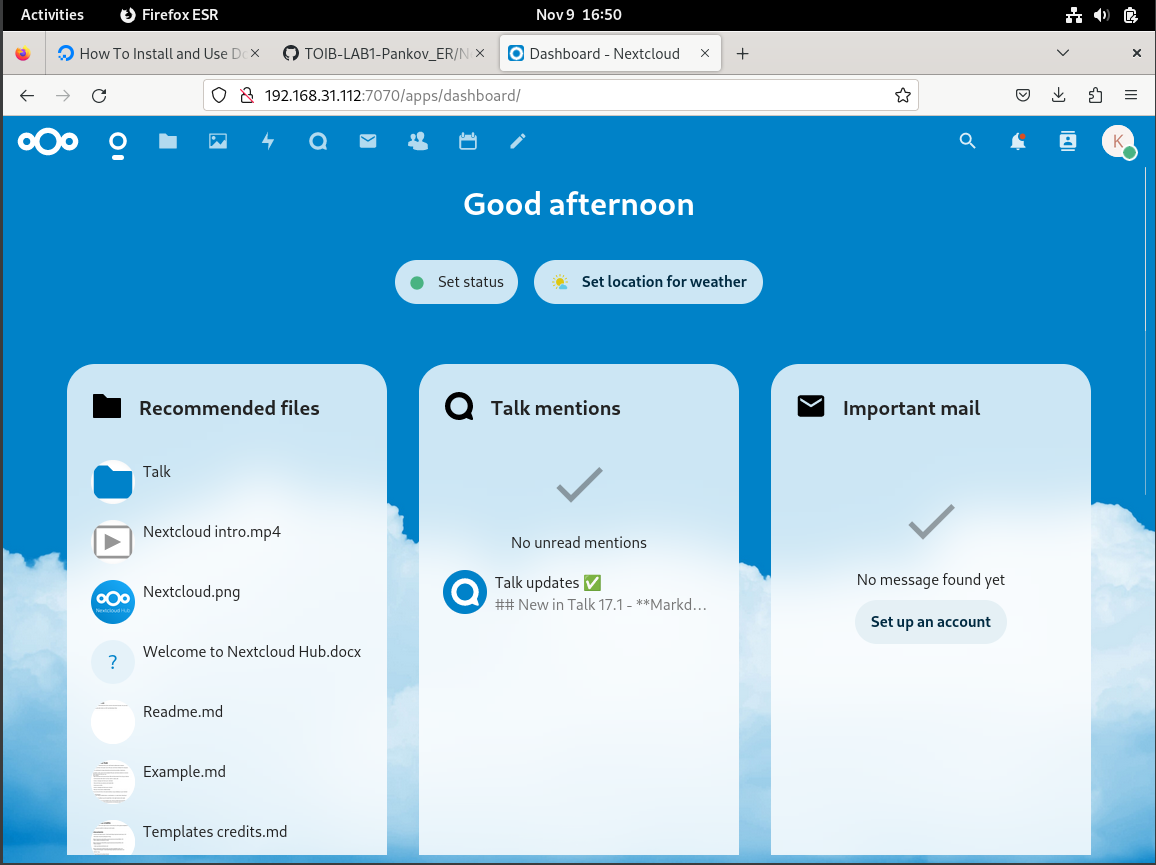 Activities
Firefox ESR
Nov 9 16:50
How To Install and Use Do
TOIB-LAB1-Pankov_ER/N
Dashboard - Nextcloud
192.168.31.112:7070/apps/dashboard/
K
Good afternoon
Set status
Set location for weather
Recommended files
Talk
Nextcloud intro.mp4
Nextcloud.png
Welcome to Nextcloud Hub.docx
?
Readme.md
Example.md
Templates credits.md
Talk mentions
No unread mentions
Talk updates ✅
## New in Talk 17.1 - **Markd…
Important mail
No message found yet
Set up an account